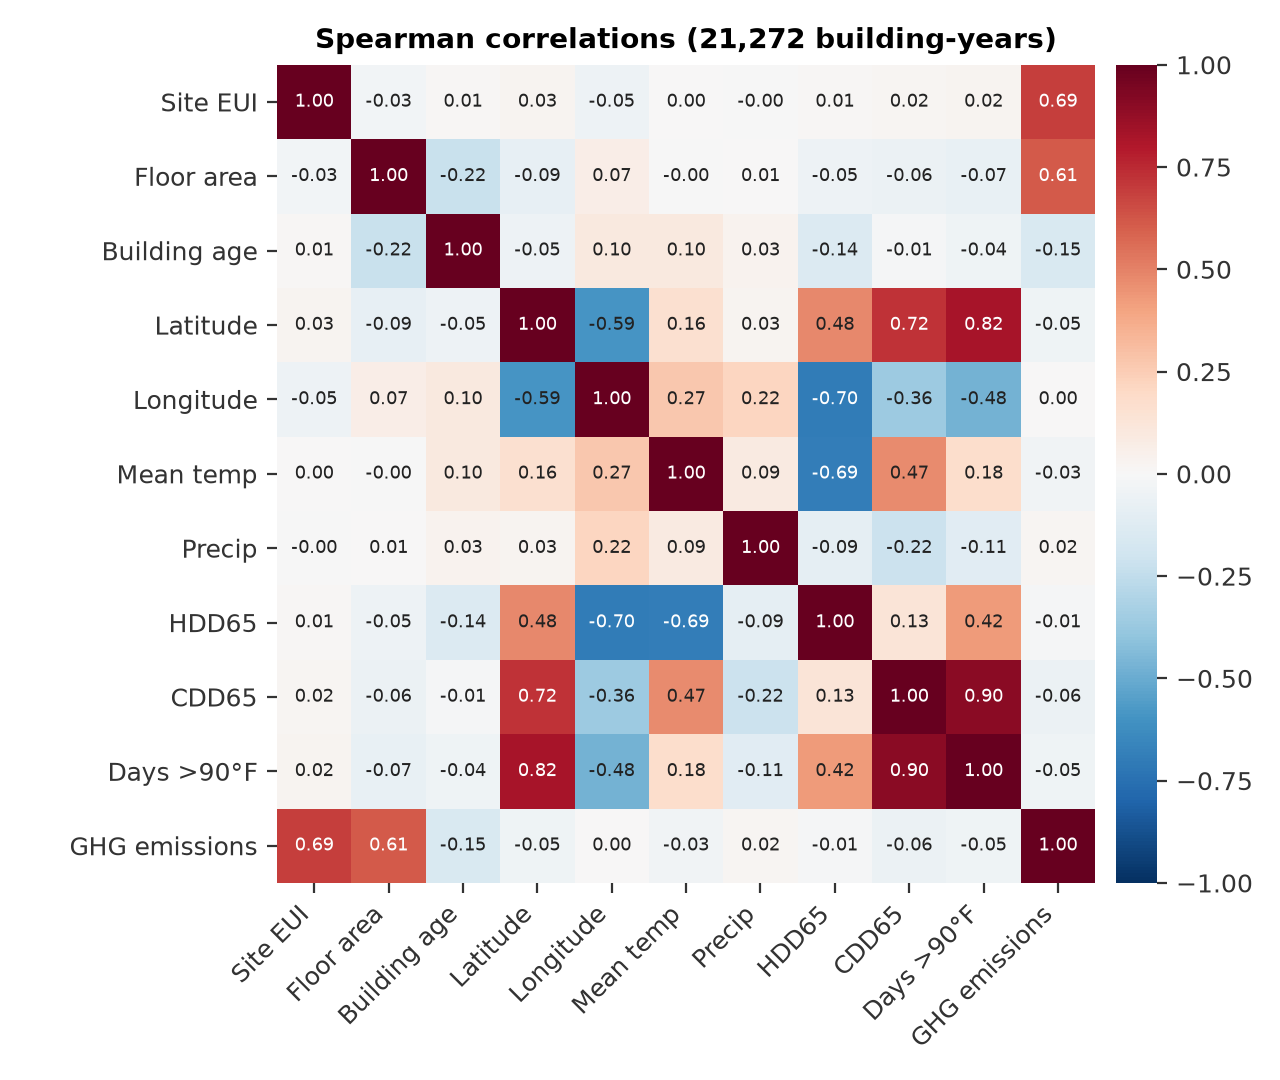 Spearman correlations (21,272 building-years)
Site EUI 1.00 -0.03 0.01 0.03 -0.05 0.00 -0.00 0.01 0.02 0.02 0.69
Floor area -0.03 1.00 -0.22 -0.09 0.07 -0.00 0.01 -0.05 -0.06 -0.07 0.61
Building age 0.01 -0.22 1.00 -0.05 0.10 0.10 0.03 -0.14 -0.01 -0.04 -0.15
Latitude 0.03 -0.09 -0.05 1.00 -0.59 0.16 0.03 0.48 0.72 0.82 -0.05
Longitude -0.05 0.07 0.10 -0.59 1.00 0.27 0.22 -0.70 -0.36 -0.48 0.00
Mean temp 0.00 -0.00 0.10 0.16 0.27 1.00 0.09 -0.69 0.47 0.18 -0.03
Precip -0.00 0.01 0.03 0.03 0.22 0.09 1.00 -0.09 -0.22 -0.11 0.02
HDD65 0.01 -0.05 -0.14 0.48 -0.70 -0.69 -0.09 1.00 0.13 0.42 -0.01
CDD65 0.02 -0.06 -0.01 0.72 -0.36 0.47 -0.22 0.13 1.00 0.90 -0.06
Days >90°F 0.02 -0.07 -0.04 0.82 -0.48 0.18 -0.11 0.42 0.90 1.00 -0.05
GHG emissions 0.69 0.61 -0.15 -0.05 0.00 -0.03 0.02 -0.01 -0.06 -0.05 1.00
Site EUI
Floor area
Building age
Latitude
Longitude
Mean temp
Precip
HDD65
CDD65
Days >90°F
GHG emissions
1.00
0.75
0.50
0.25
0.00
−0.25
−0.50
−0.75
−1.00